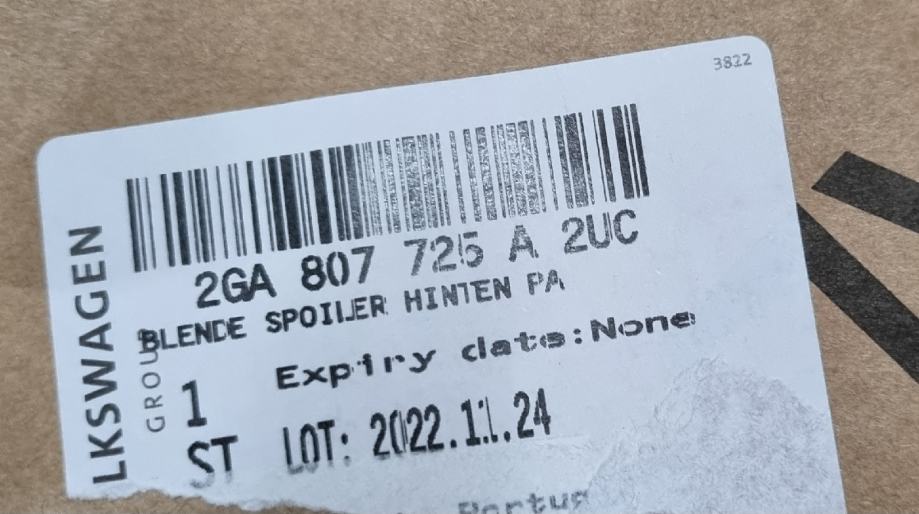 3822
2GA 807 725 A 2UC
BLENDE SPOILER HINTEN PA
Expiry date:None
1
ST LOT: 2022.11.24
LKSWAGEN
GROUP